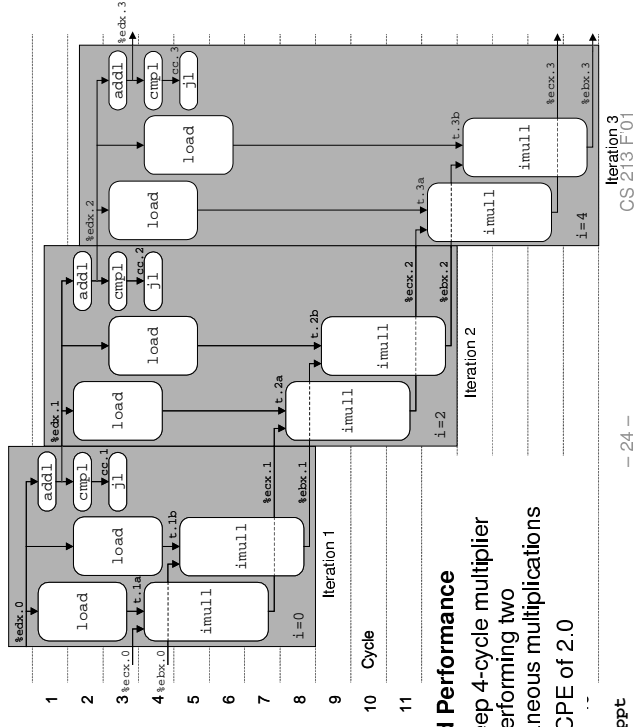 %edx.0
load
load
addl
cmpl
jl
cc.1
t.1a
t.1b
%ecx.0
%ebx.0
imull
imull
i=0
Iteration 1
%edx.1
load
load
addl
cmpl
jl
cc.2
t.2a
t.2b
%ecx.1
%ebx.1
imull
imull
i=2
Iteration 2
%edx.2
load
load
addl
cmpl
jl
cc.3
%edx.3
t.3a
t.3b
%ecx.2
%ebx.2
imull
imull
%ecx.3
%ebx.3
i=4
Iteration 3
1
2
3
4
5
6
7
8
9
10
11
Cycle
d Performance
eep 4-cycle multiplier
erforming two
aneous multiplications
CPE of 2.0
ppt
– 24 –
CS 213 F'01